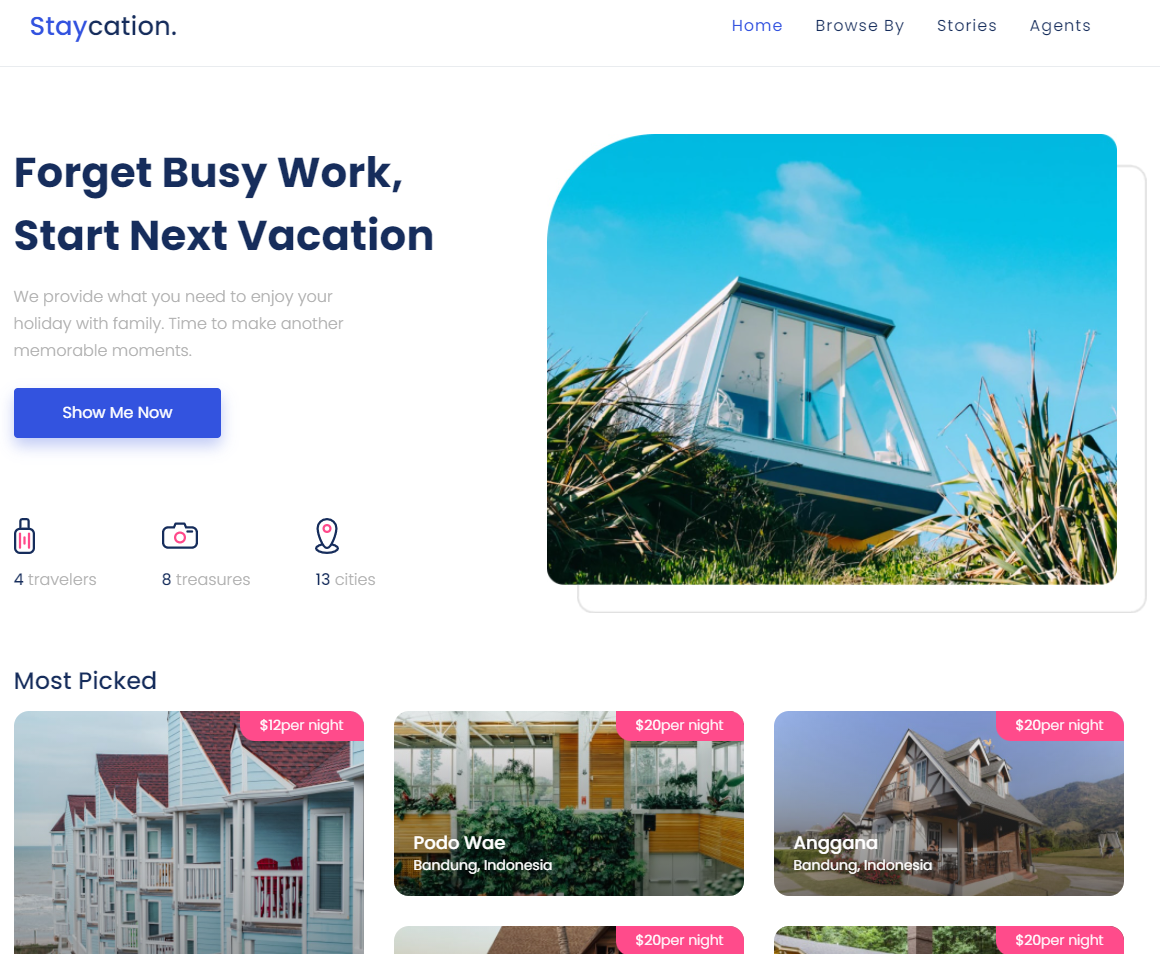 Staycation.
Home
Browse By
Stories
Agents
Forget Busy Work,
Start Next Vacation
We provide what you need to enjoy your
holiday with family. Time to make another
memorable moments.
Show Me Now
4 travelers
8 treasures
13 cities
Most Picked
$12per night
$20per night
Podo Wae
Bandung, Indonesia
$20per night
Anggana
Bandung, Indonesia
$20per night
$20per night